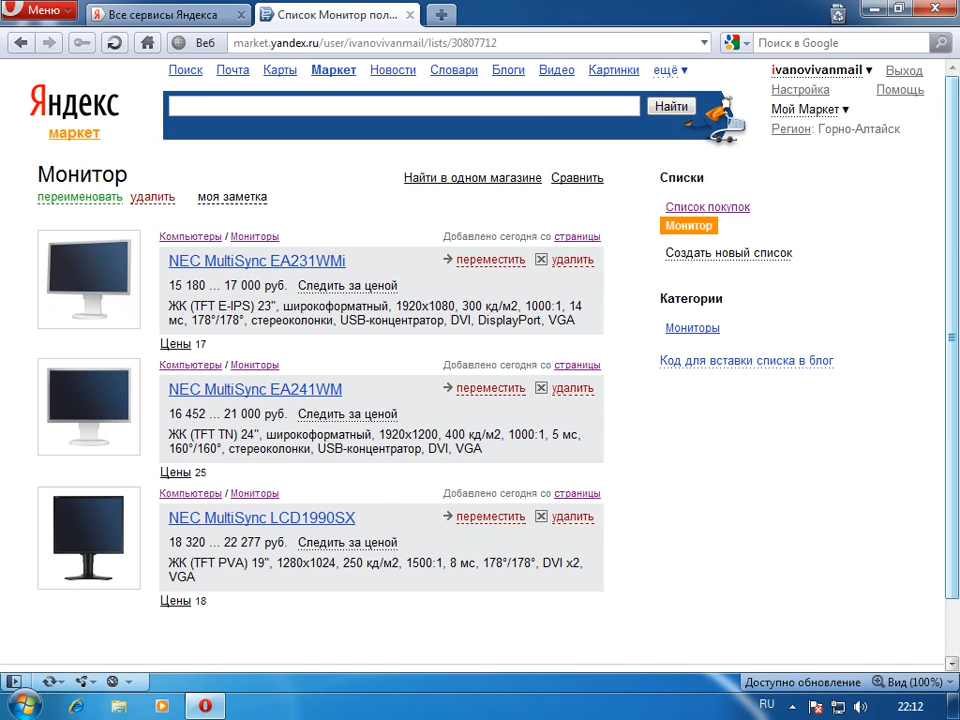 Меню
Все сервисы Яндекса
Список Монитор пол...
Веб
market.yandex.ru/user/ivanovivanmail/lists/30807712
Поиск в Google
Поиск Почта Карты Маркет Новости Словари Блоги Видео Картинки ещё ▼
ivanovivanmail ▼ Выход
Настройка Помощь
Мой Маркет ▼
Регион: Горно-Алтайск
Яндекс
маркет
Найти
Монитор
переименовать удалить моя заметка
Найти в одном магазине Сравнить
Компьютеры / Мониторы Добавлено сегодня со страницы
NEC MultiSync EA231WMi → переместить удалить
15 180 ... 17 000 руб. Следить за ценой
ЖК (TFT E-IPS) 23", широкоформатный, 1920x1080, 300 кд/м2, 1000:1, 14
мс, 178°/178°, стереоколонки, USB-концентратор, DVI, DisplayPort, VGA
Цены 17
Компьютеры / Мониторы Добавлено сегодня со страницы
NEC MultiSync EA241WM → переместить удалить
16 452 ... 21 000 руб. Следить за ценой
ЖК (TFT TN) 24", широкоформатный, 1920x1200, 400 кд/м2, 1000:1, 5 мс,
160°/160°, стереоколонки, USB-концентратор, DVI, VGA
Цены 25
Компьютеры / Мониторы Добавлено сегодня со страницы
NEC MultiSync LCD1990SX → переместить удалить
18 320 ... 22 277 руб. Следить за ценой
ЖК (TFT PVA) 19", 1280x1024, 250 кд/м2, 1500:1, 8 мс, 178°/178°, DVI x2,
VGA
Цены 18
Списки
Список покупок
Монитор
Создать новый список
Категории
Мониторы
Код для вставки списка в блог
Доступно обновление Вид (100%)
RU 22:12